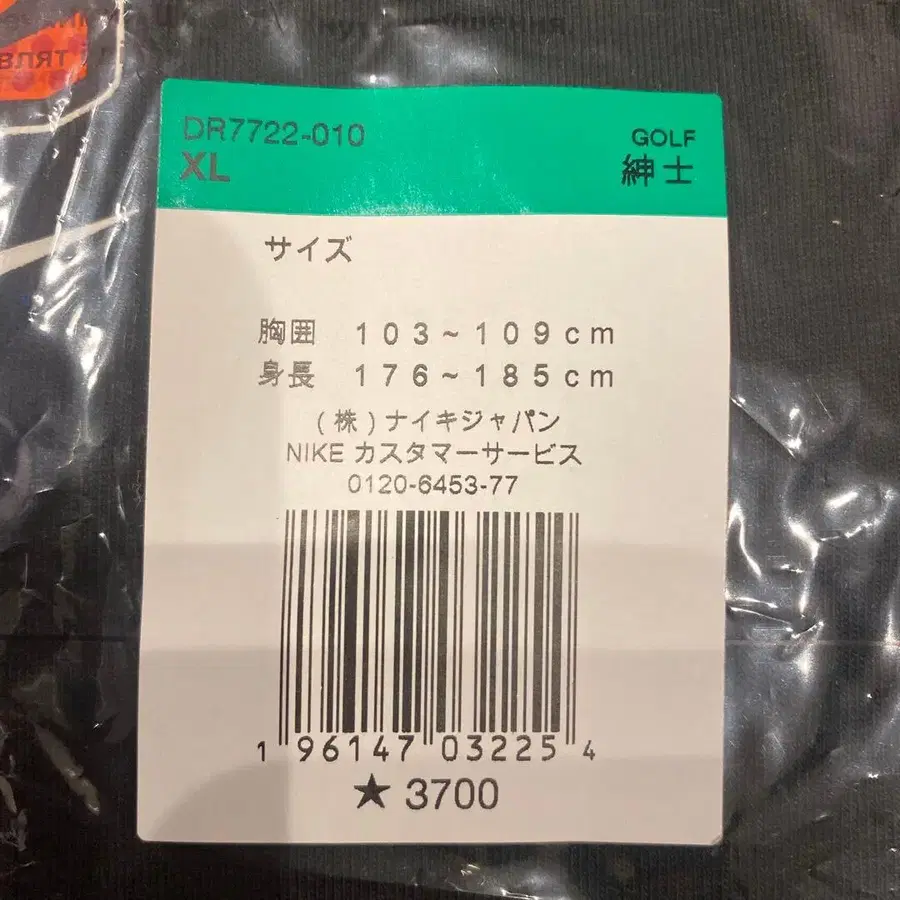 DR7722-010
XL
GOLF
紳士
サイズ
胸囲 103~109cm
身長 176~185cm
(株)ナイキジャパン
NIKE カスタマーサービス
0120-6453-77
1 96147 03225 4
★ 3700